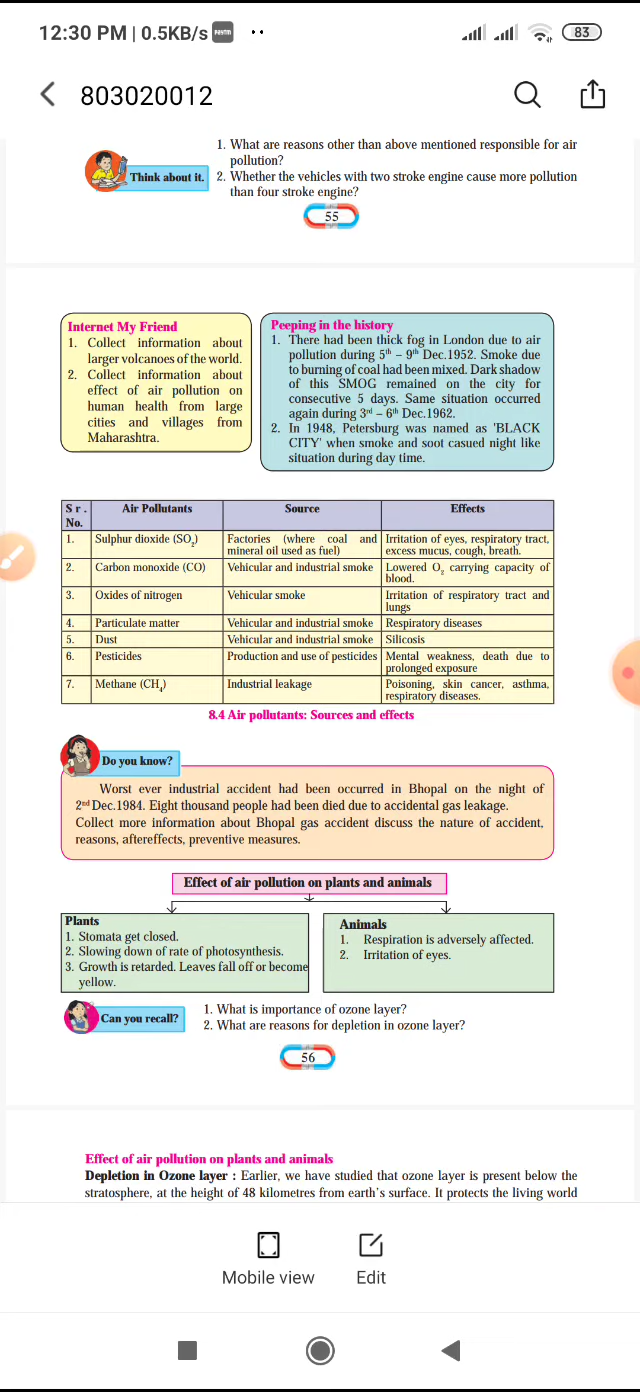 12:30 PM | 0.5KB/s Paytm ··
83
803020012
1. What are reasons other than above mentioned responsible for air
pollution?
Think about it.
2. Whether the vehicles with two stroke engine cause more pollution
than four stroke engine?
55
Internet My Friend
1. Collect information about
larger volcanoes of the world.
2. Collect information about
effect of air pollution on
human health from large
cities and villages from
Maharashtra.
Peeping in the history
1. There had been thick fog in London due to air
pollution during 5th – 9th Dec.1952. Smoke due
to burning of coal had been mixed. Dark shadow
of this SMOG remained on the city for
consecutive 5 days. Same situation occurred
again during 3rd – 6th Dec.1962.
2. In 1948, Petersburg was named as 'BLACK
CITY' when smoke and soot casued night like
situation during day time.
Sr. No. Air Pollutants Source Effects
1. Sulphur dioxide (SO2) Factories (where coal and mineral oil used as fuel) Irritation of eyes, respiratory tract, excess mucus, cough, breath.
2. Carbon monoxide (CO) Vehicular and industrial smoke Lowered O2 carrying capacity of blood.
3. Oxides of nitrogen Vehicular smoke Irritation of respiratory tract and lungs
4. Particulate matter Vehicular and industrial smoke Respiratory diseases
5. Dust Vehicular and industrial smoke Silicosis
6. Pesticides Production and use of pesticides Mental weakness, death due to prolonged exposure
7. Methane (CH4) Industrial leakage Poisoning, skin cancer, asthma, respiratory diseases.
8.4 Air pollutants: Sources and effects
Do you know?
Worst ever industrial accident had been occurred in Bhopal on the night of
2nd Dec.1984. Eight thousand people had been died due to accidental gas leakage.
Collect more information about Bhopal gas accident discuss the nature of accident,
reasons, aftereffects, preventive measures.
Effect of air pollution on plants and animals
Plants
1. Stomata get closed.
2. Slowing down of rate of photosynthesis.
3. Growth is retarded. Leaves fall off or become
yellow.
Animals
1. Respiration is adversely affected.
2. Irritation of eyes.
Can you recall?
1. What is importance of ozone layer?
2. What are reasons for depletion in ozone layer?
56
Effect of air pollution on plants and animals
Depletion in Ozone layer : Earlier, we have studied that ozone layer is present below the
stratosphere, at the height of 48 kilometres from earth's surface. It protects the living world
Mobile view
Edit